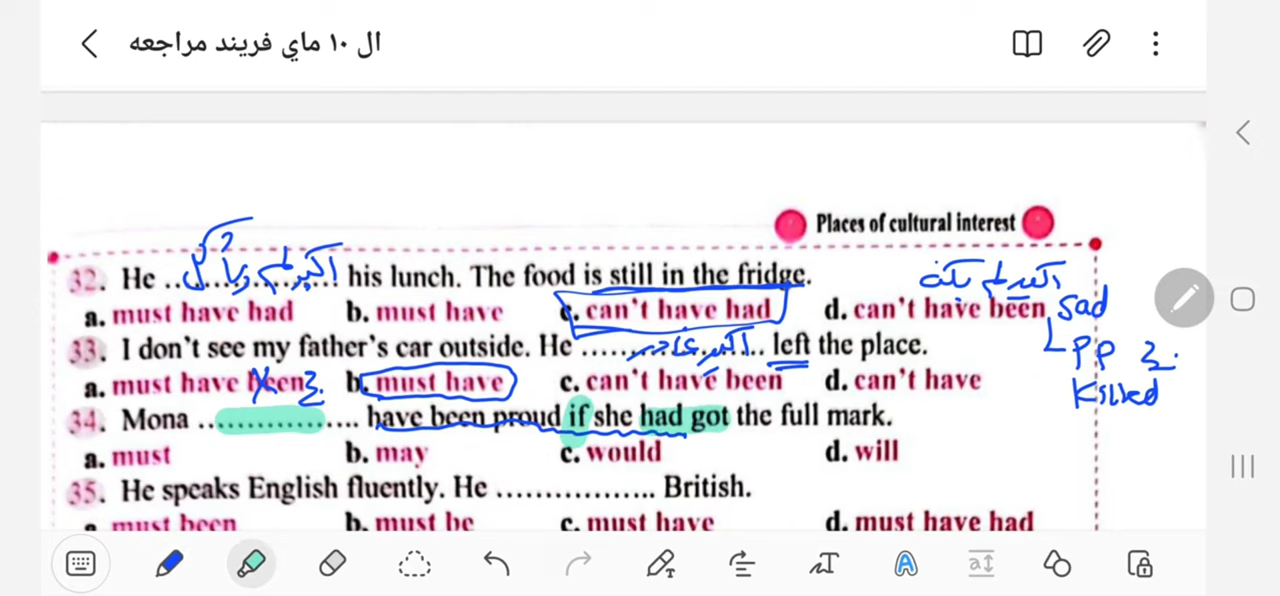 ال ١٠ ماي فريند مراجعه
Places of cultural interest
32. He .................... his lunch. The food is still in the fridge.
a. must have had b. must have c. can't have had d. can't have been sad
33. I don't see my father's car outside. He .................... left the place.
pp
a. must have been b. must have c. can't have been d. can't have
Killed
34. Mona .................... have been proud if she had got the full mark.
a. must b. may c. would d. will
35. He speaks English fluently. He ................ British.
a must been b. must be c. must have d. must have had